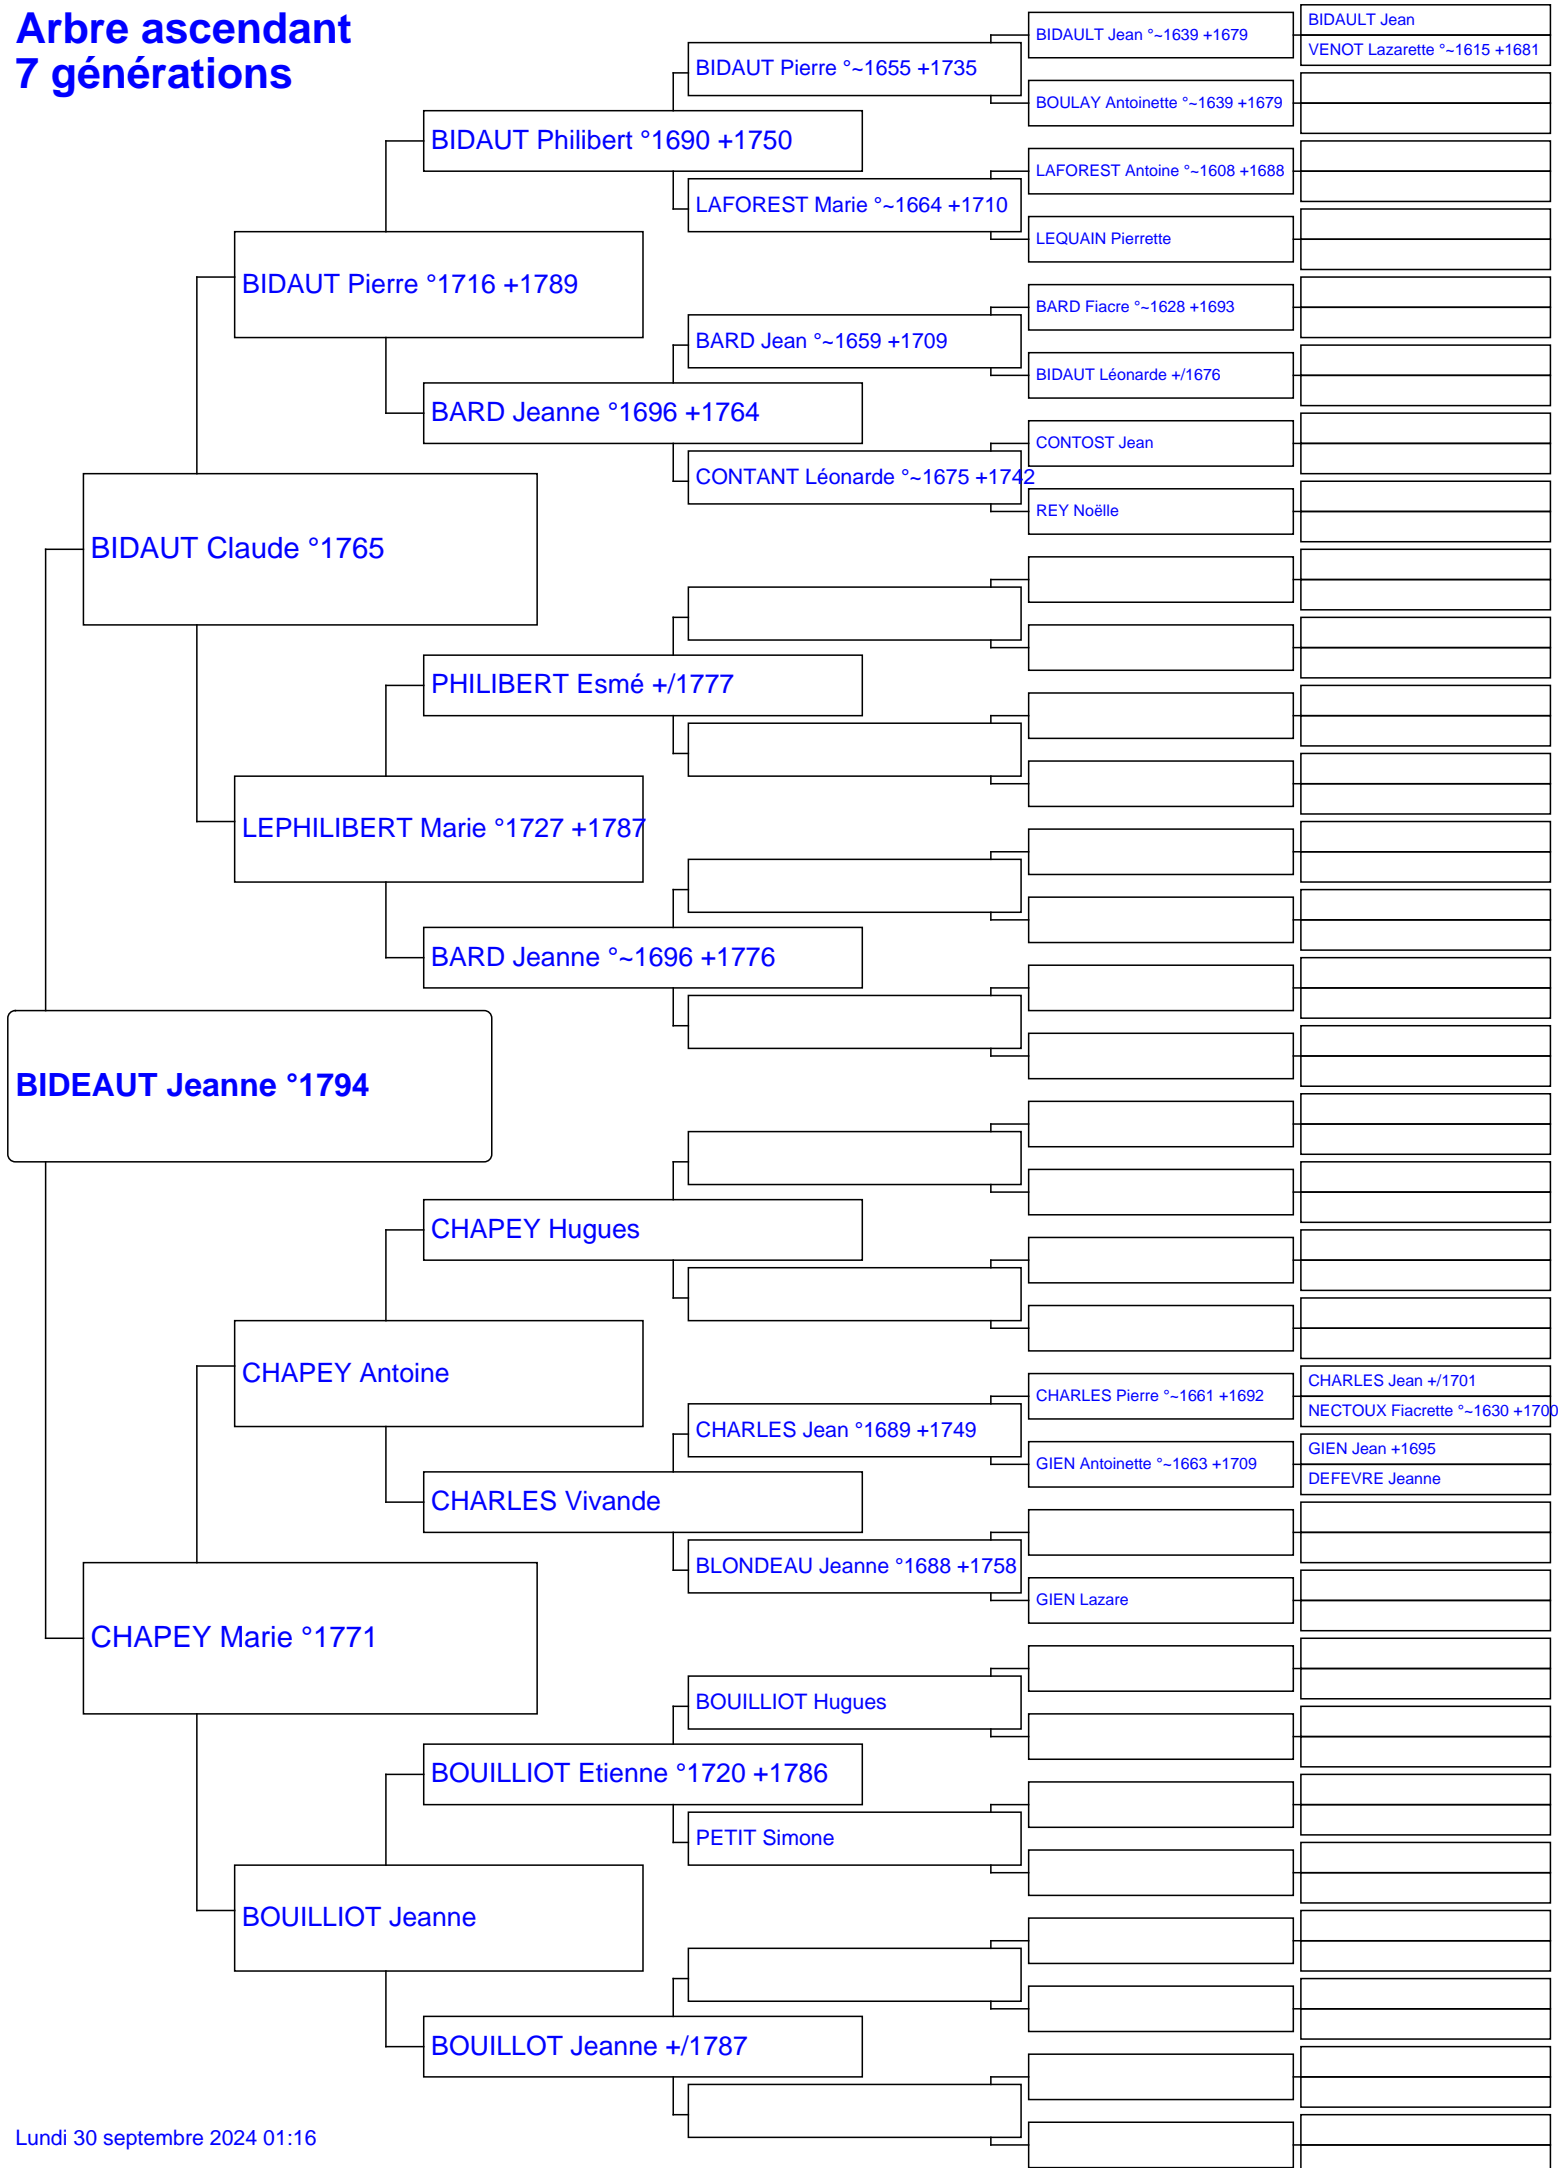 Arbre ascendant
7 générations
BIDEAUT Jeanne °1794
BIDAUT Claude °1765
CHAPEY Marie °1771
BIDAUT Pierre °1716 +1789
LEPHILIBERT Marie °1727 +1787
CHAPEY Antoine
BOUILLIOT Jeanne
BIDAUT Philibert °1690 +1750
BARD Jeanne °1696 +1764
PHILIBERT Esmé +/1777
BARD Jeanne °~1696 +1776
CHAPEY Hugues
CHARLES Vivande
BOUILLIOT Etienne °1720 +1786
BOUILLOT Jeanne +/1787
BIDAUT Pierre °~1655 +1735
LAFOREST Marie °~1664 +1710
BARD Jean °~1659 +1709
CONTANT Léonarde °~1675 +1742
CHARLES Jean °1689 +1749
BLONDEAU Jeanne °1688 +1758
BOUILLIOT Hugues
PETIT Simone
BIDAULT Jean °~1639 +1679
BOULAY Antoinette °~1639 +1679
LAFOREST Antoine °~1608 +1688
LEQUAIN Pierrette
BARD Fiacre °~1628 +1693
BIDAUT Léonarde +/1676
CONTOST Jean
REY Noëlle
CHARLES Pierre °~1661 +1692
GIEN Antoinette °~1663 +1709
GIEN Lazare
BIDAULT Jean
VENOT Lazarette °~1615 +1681
CHARLES Jean +/1701
NECTOUX Fiacrette °~1630 +1700
GIEN Jean +1695
DEFEVRE Jeanne
Lundi 30 septembre 2024 01:16